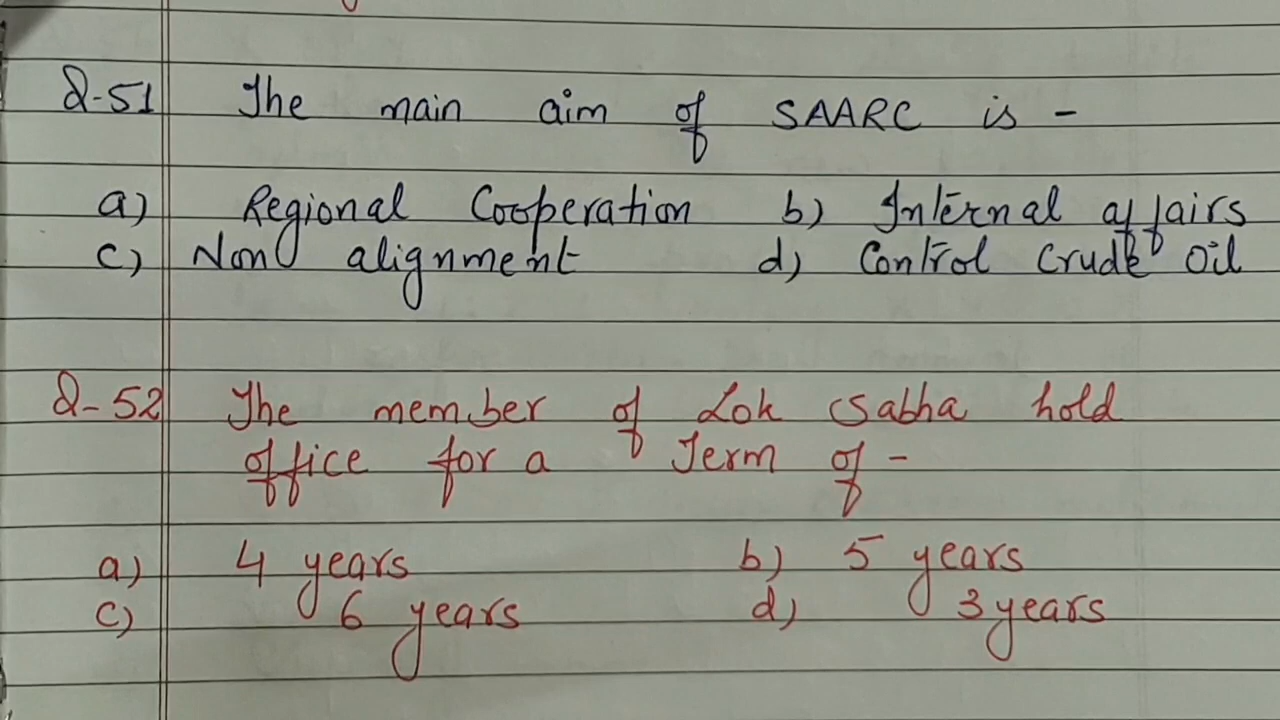 Q-51 The main aim of SAARC is -
a) Regional Cooperation b) Internal affairs
c) Non alignment d) Control Crude Oil
Q-52 The member of Lok Sabha hold
office for a Term of -
a) 4 years b) 5 years
c) 6 years d) 3 years